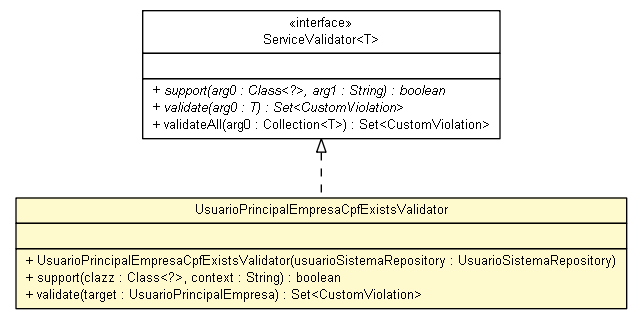 «interface»
ServiceValidator<T>
+ support(arg0 : Class<?>, arg1 : String) : boolean
+ validate(arg0 : T) : Set<CustomViolation>
+ validateAll(arg0 : Collection<T>) : Set<CustomViolation>
UsuarioPrincipalEmpresaCpfExistsValidator
+ UsuarioPrincipalEmpresaCpfExistsValidator(usuarioSistemaRepository : UsuarioSistemaRepository)
+ support(clazz : Class<?>, context : String) : boolean
+ validate(target : UsuarioPrincipalEmpresa) : Set<CustomViolation>